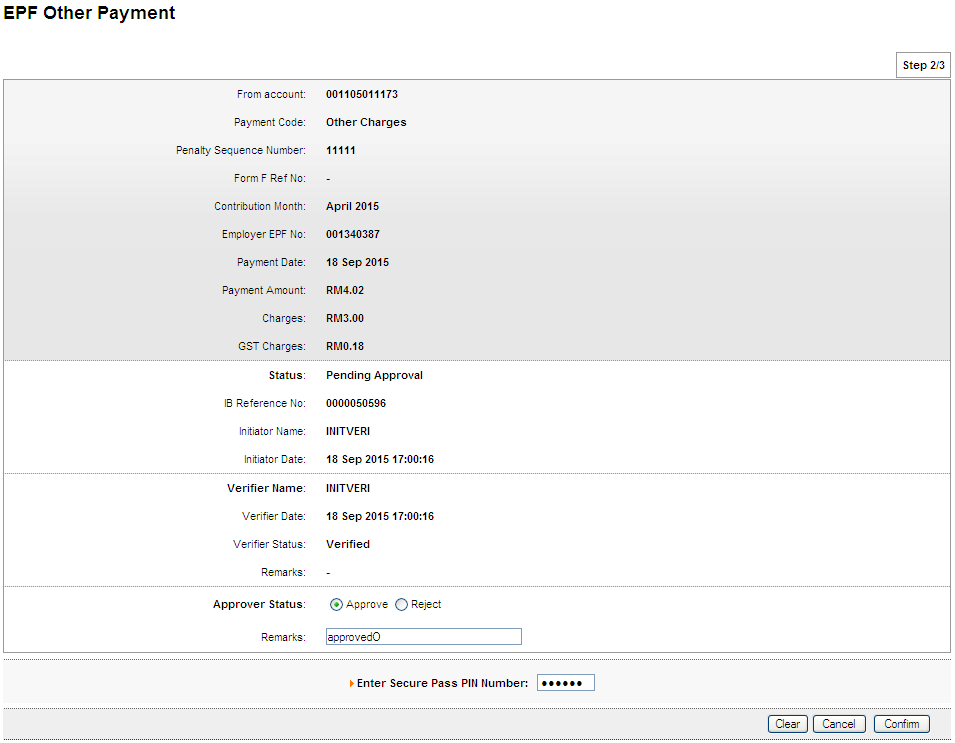 EPF Other Payment
Step 2/3
From account: 001105011173
Payment Code: Other Charges
Penalty Sequence Number: 11111
Form F Ref No: -
Contribution Month: April 2015
Employer EPF No: 001340387
Payment Date: 18 Sep 2015
Payment Amount: RM4.02
Charges: RM3.00
GST Charges: RM0.18
Status: Pending Approval
IB Reference No: 0000050596
Initiator Name: INITVERI
Initiator Date: 18 Sep 2015 17:00:16
Verifier Name: INITVERI
Verifier Date: 18 Sep 2015 17:00:16
Verifier Status: Verified
Remarks: -
Approver Status: Approve Reject
Remarks: approvedO
Enter Secure Pass PIN Number: ••••••
Clear Cancel Confirm